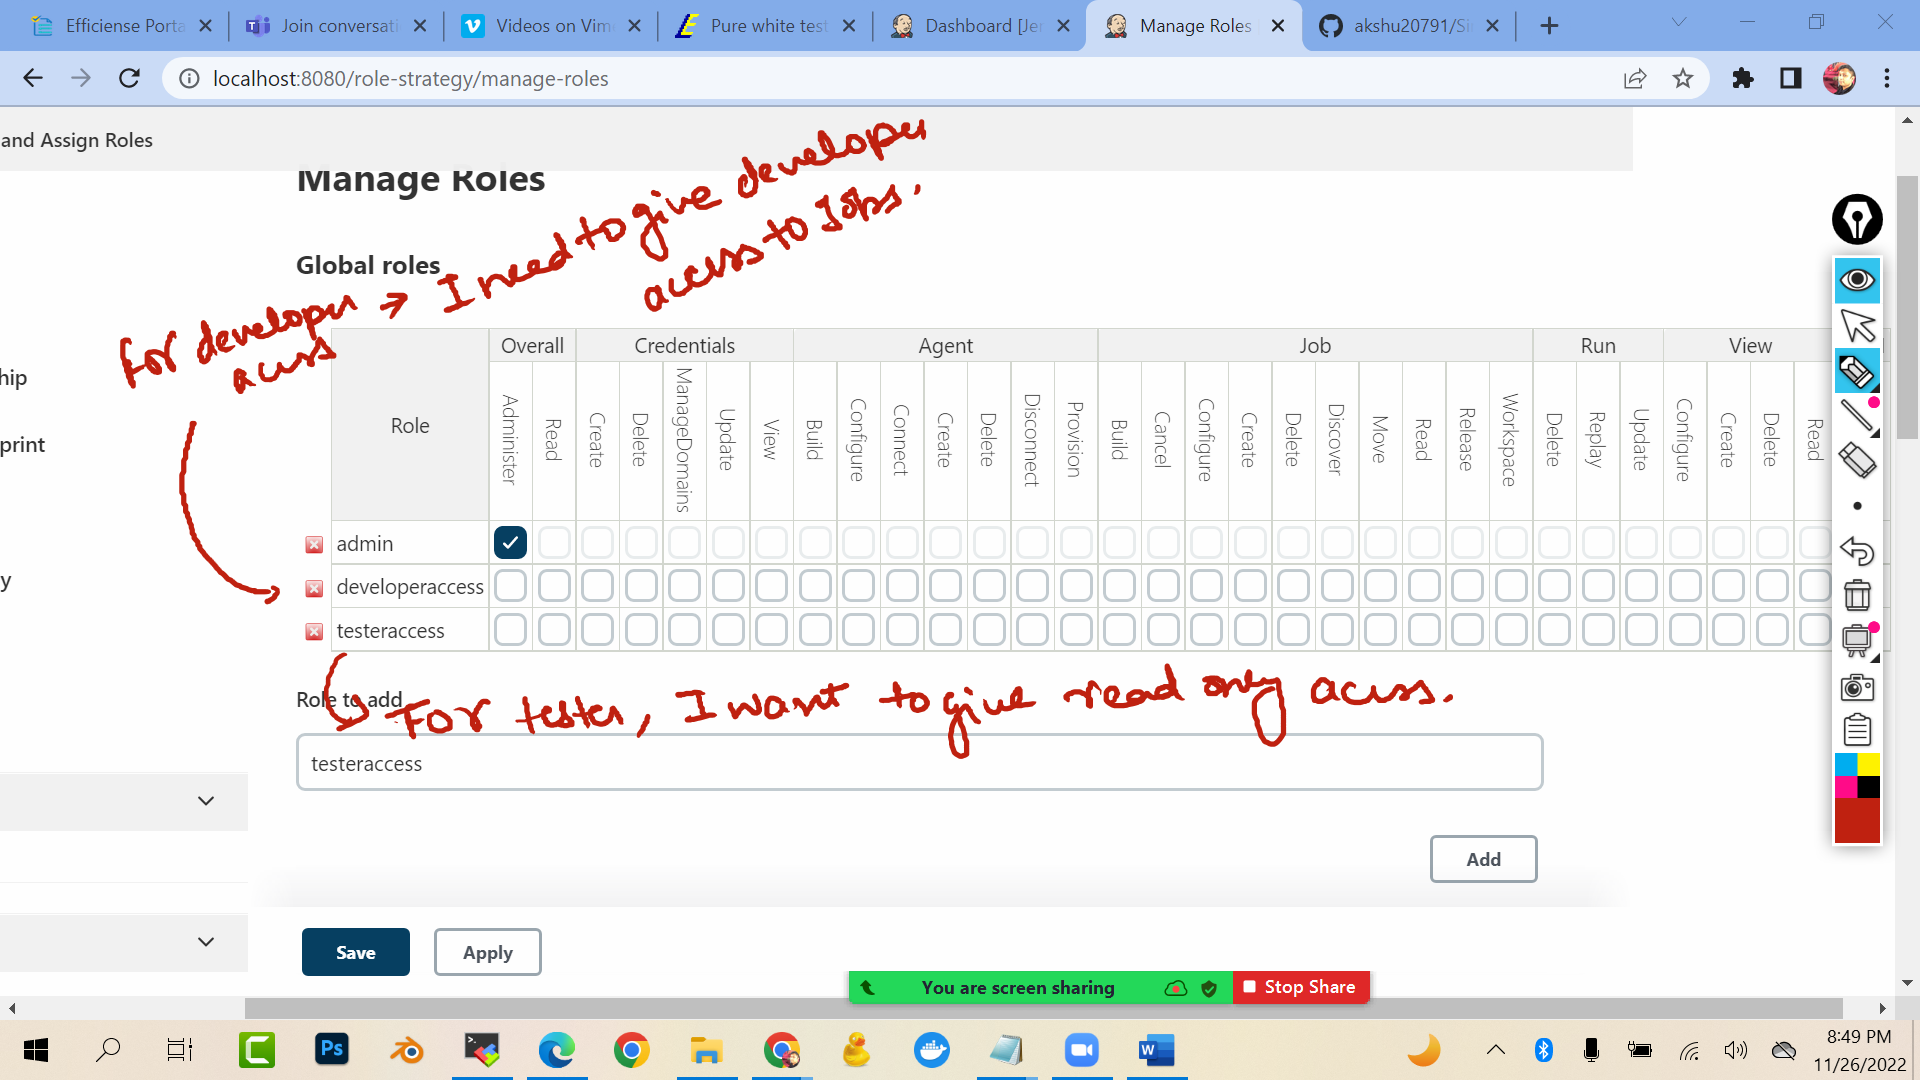 Efficiense Porta
Join conversati
Videos on Vim
Pure white test
Dashboard [Jen
Manage Roles
akshu20791/Si
localhost:8080/role-strategy/manage-roles
and Assign Roles
Manage Roles
Global roles
for developer
acess
→ I need to give developer
access to Jobs.
hip
print
y
Role
Overall
Credentials
Agent
Job
Run
View
Administer
Read
Create
Delete
ManageDomains
Update
View
Build
Configure
Connect
Create
Delete
Disconnect
Provision
Build
Cancel
Configure
Create
Delete
Discover
Move
Read
Release
Workspace
Delete
Replay
Update
Configure
Create
Delete
Read
admin
developeraccess
testeraccess
Role to add
For tester, I want to give read only acess.
testeraccess
Add
Save
Apply
You are screen sharing
Stop Share
Ps
W
8:49 PM
11/26/2022